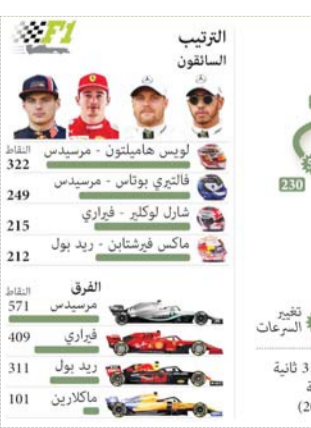 F1
الترتيب
السائقون
النقاط
لويس هاميلتون - مرسيدس
322
فالتيري بوتاس - مرسيدس
249
شارل لوكلير - فيراري
215
ماكس فيرشتابن - ريد بول
212
الفرق
النقاط
مرسيدس
571
فيراري
409
ريد بول
311
ماكلارين
101
230
تغيير
السرعات
3 ثانية